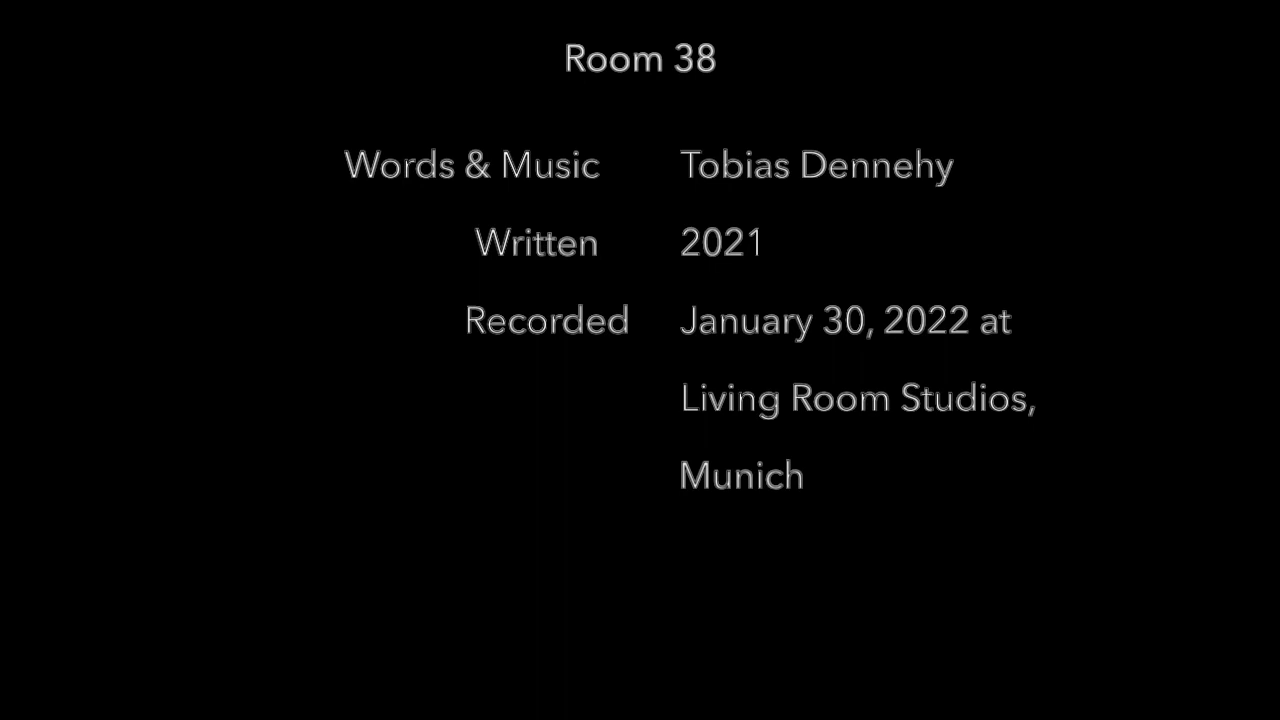 Room 38
Words & Music Tobias Dennehy
Written 2021
Recorded January 30, 2022 at
Living Room Studios,
Munich